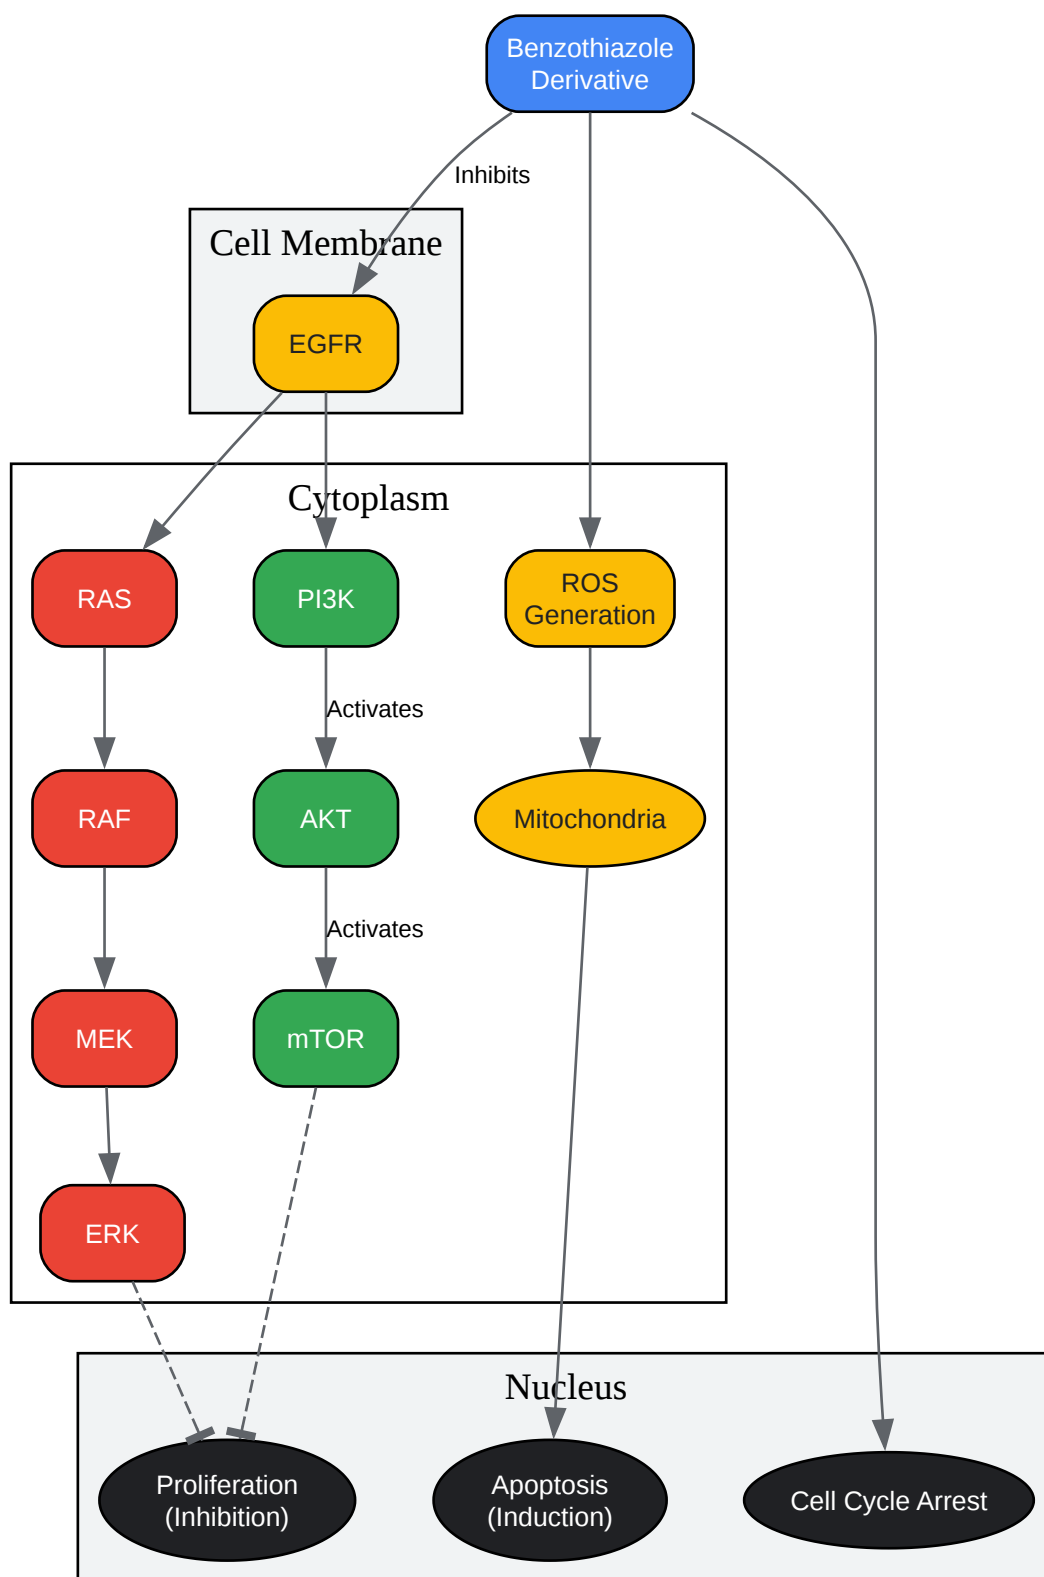 Benzothiazole
Derivative
Inhibits
Cell Membrane
EGFR
Cytoplasm
RAS
PI3K
ROS
Generation
Activates
RAF
AKT
Mitochondria
Activates
MEK
mTOR
ERK
Nucleus
Proliferation
(Inhibition)
Apoptosis
(Induction)
Cell Cycle Arrest